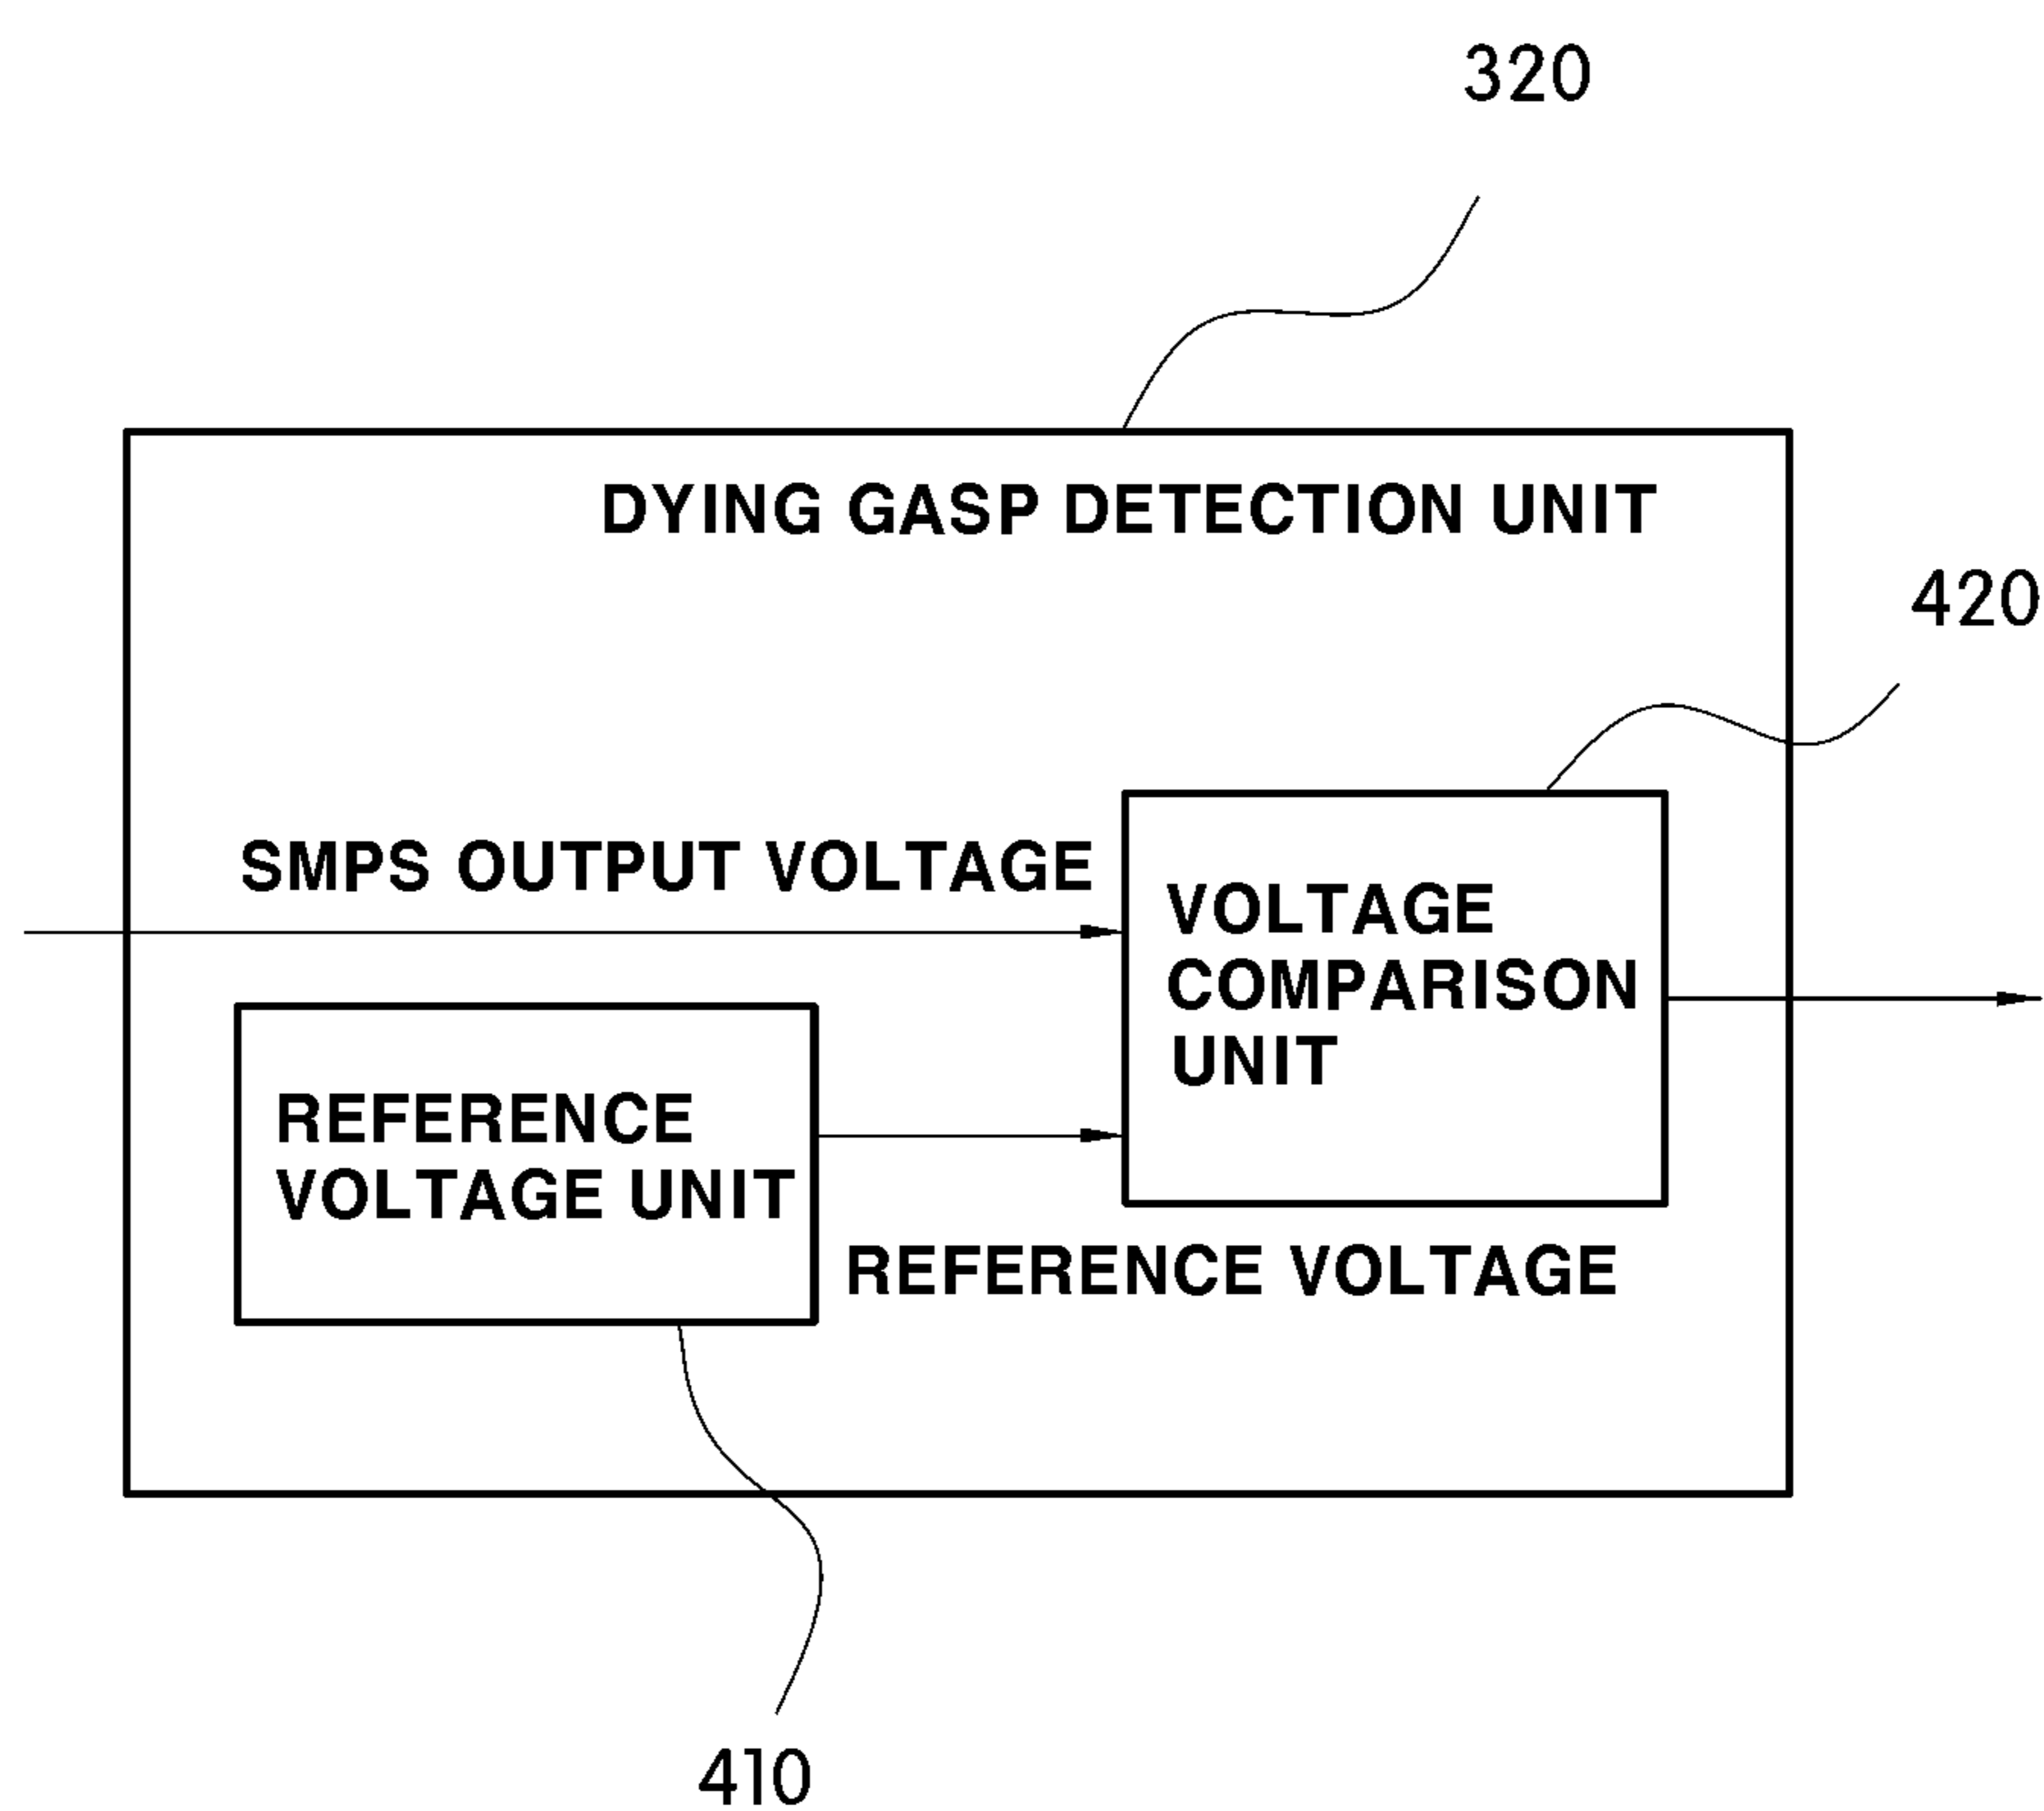 320
DYING GASP DETECTION UNIT
420
SMPS OUTPUT VOLTAGE
VOLTAGE
COMPARISON
UNIT
REFERENCE
VOLTAGE UNIT
REFERENCE VOLTAGE
410